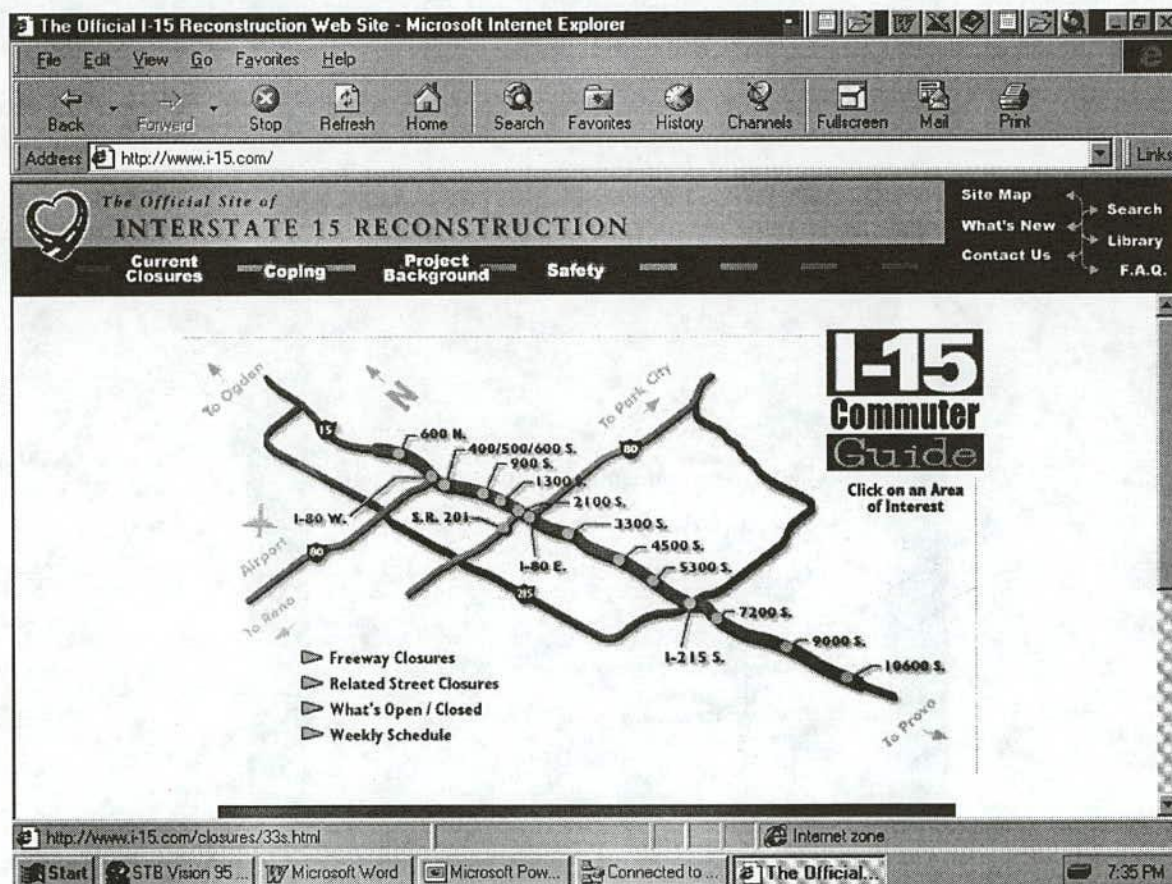 The Official I-15 Reconstruction Web Site - Microsoft Internet Explorer
File Edit View Go Favorites Help
Back Forward Stop Refresh Home Search Favorites History Channels Fullscreen Mail Print
Address http://www.i-15.com/ Links
The Official Site of
INTERSTATE 15 RECONSTRUCTION
Site Map
What's New
Contact Us
Search
Library
F.A.Q.
Current Closures
Coping
Project Background
Safety
I-15
Commuter
Guide
Click on an Area
of Interest
To Ogden
N
To Park City
15
600 N.
400/500/600 S.
900 S.
1300 S.
80
2100 S.
I-80 W.
S.R. 201
3300 S.
Airport
80
I-80 E.
4500 S.
5300 S.
To Reno
215
7200 S.
I-215 S.
9000 S.
10600 S.
To Provo
Freeway Closures
Related Street Closures
What's Open / Closed
Weekly Schedule
http://www.i-15.com/closures/33s.html Internet zone
Start STB Vision 95 ... Microsoft Word Microsoft Pow... Connected to ... The Official... 7:35 PM